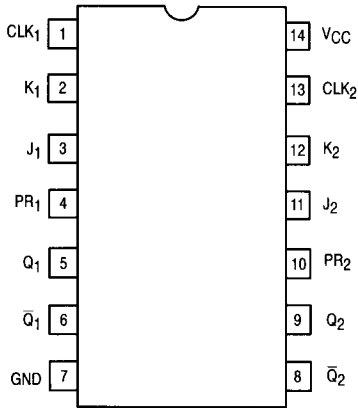 CLK₁ 1 14 V_CC
K₁ 2 13 CLK₂
J₁ 3 12 K₂
PR₁ 4 11 J₂
Q₁ 5 10 PR₂
Q̅₁ 6 9 Q₂
GND 7 8 Q̅₂